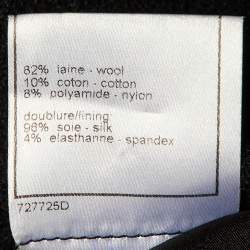 82% laine - wool
10% coton - cotton
8% polyamide - nylon
doublure/lining:
96% soie - silk
4% elasthanne - spandex
727725D